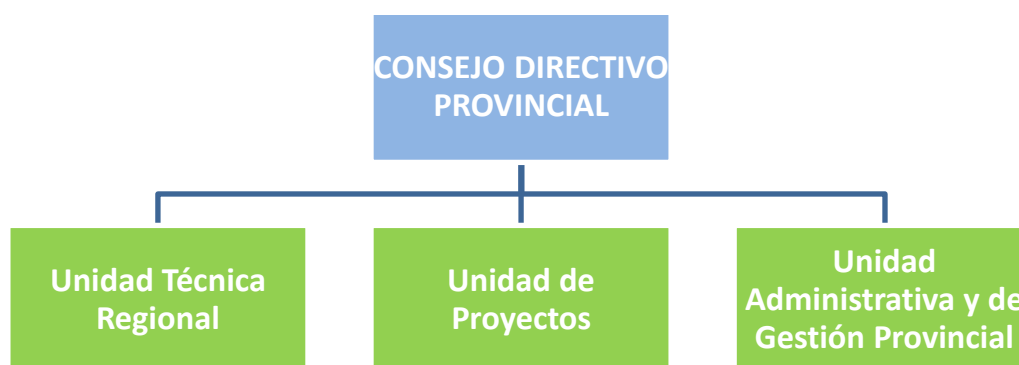 CONSEJO DIRECTIVO
PROVINCIAL
Unidad Técnica
Regional
Unidad de
Proyectos
Unidad
Administrativa y de
Gestión Provincial